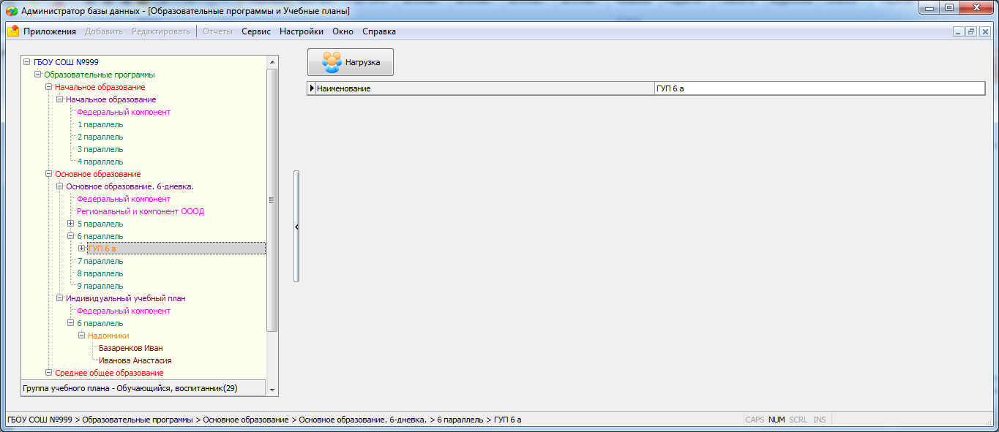 Администратор базы данных - [Образовательные программы и Учебные планы]
Приложения Добавить Редактировать Отчеты Сервис Настройки Окно Справка
ГБОУ СОШ №999
Образовательные программы
Начальное образование
Начальное образование
Федеральный компонент
1 параллель
2 параллель
3 параллель
4 параллель
Основное образование
Основное образование. 6-дневка.
Федеральный компонент
Региональный и компонент ОООД
5 параллель
6 параллель
ГУП 6 а
7 параллель
8 параллель
9 параллель
Индивидуальный учебный план
Федеральный компонент
6 параллель
Надомники
Базаренков Иван
Иванова Анастасия
Среднее общее образование
Группа учебного плана - Обучающийся, воспитанник(29)
Нагрузка
Наименование ГУП 6 а
ГБОУ СОШ №999 > Образовательные программы > Основное образование > Основное образование. 6-дневка. > 6 параллель > ГУП 6 а
CAPS NUM SCRL INS